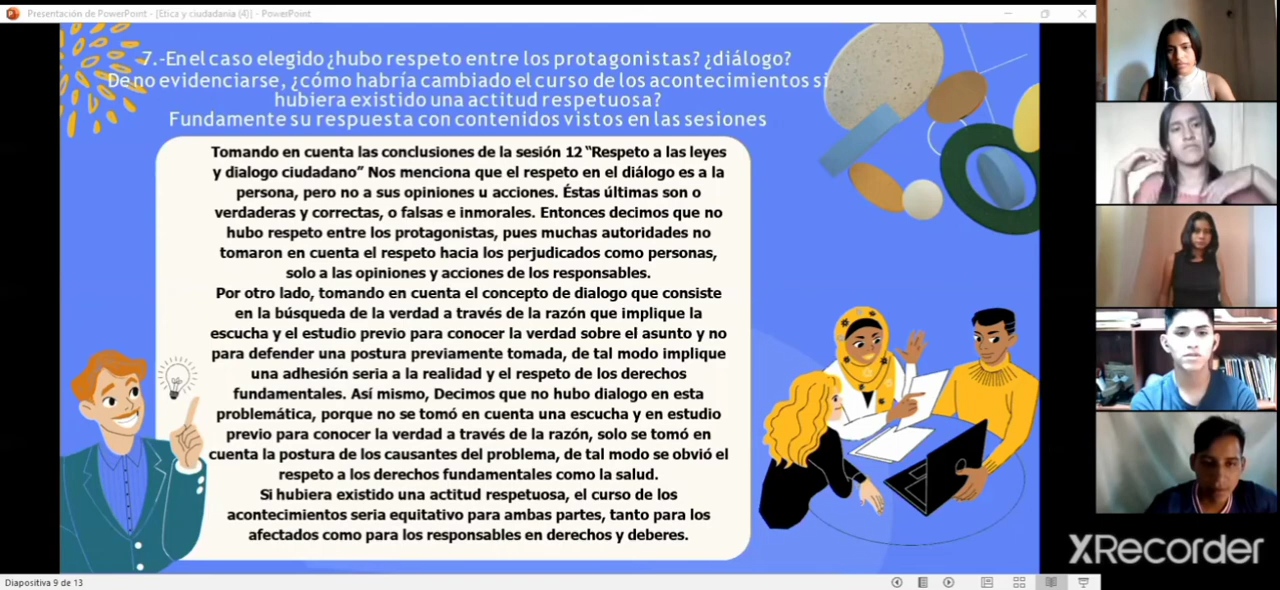 Presentación de PowerPoint - [Etica y ciudadania (4)] - PowerPoint
7.-En el caso elegido ¿hubo respeto entre los protagonistas? ¿diálogo?
De no evidenciarse, ¿cómo habría cambiado el curso de los acontecimientos si
hubiera existido una actitud respetuosa?
Fundamente su respuesta con contenidos vistos en las sesiones
Tomando en cuenta las conclusiones de la sesión 12 “Respeto a las leyes
y dialogo ciudadano” Nos menciona que el respeto en el diálogo es a la
persona, pero no a sus opiniones u acciones. Éstas últimas son o
verdaderas y correctas, o falsas e inmorales. Entonces decimos que no
hubo respeto entre los protagonistas, pues muchas autoridades no
tomaron en cuenta el respeto hacia los perjudicados como personas,
solo a las opiniones y acciones de los responsables.
Por otro lado, tomando en cuenta el concepto de dialogo que consiste
en la búsqueda de la verdad a través de la razón que implique la
escucha y el estudio previo para conocer la verdad sobre el asunto y no
para defender una postura previamente tomada, de tal modo implique
una adhesión seria a la realidad y el respeto de los derechos
fundamentales. Así mismo, Decimos que no hubo dialogo en esta
problemática, porque no se tomó en cuenta una escucha y en estudio
previo para conocer la verdad a través de la razón, solo se tomó en
cuenta la postura de los causantes del problema, de tal modo se obvió el
respeto a los derechos fundamentales como la salud.
Si hubiera existido una actitud respetuosa, el curso de los
acontecimientos seria equitativo para ambas partes, tanto para los
afectados como para los responsables en derechos y deberes.
XRecorder
Diapositiva 9 de 13